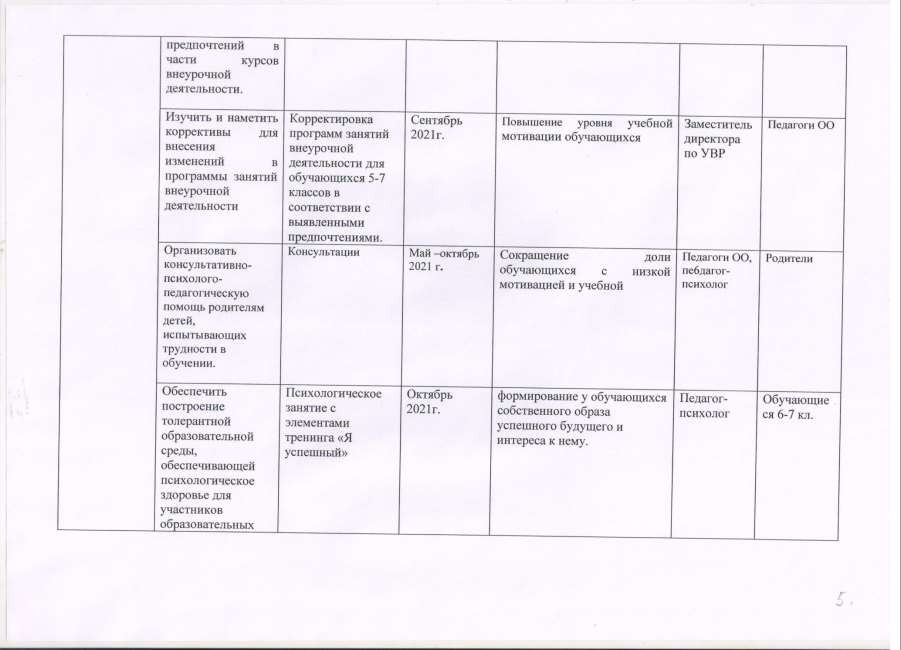 предпочтений в
части курсов
внеурочной
деятельности.
Изучить и наметить
коррективы для
внесения
изменений в
программы занятий
внеурочной
деятельности
Корректировка
программ занятий
внеурочной
деятельности для
обучающихся 5-7
классов в
соответствии с
выявленными
предпочтениями.
Сентябрь
2021г.
Повышение уровня учебной
мотивации обучающихся
Заместитель
директора
по УВР
Педагоги ОО
Организовать
консультативно-
психолого-
педагогическую
помощь родителям
детей,
испытывающих
трудности в
обучении.
Консультации
Май –октябрь
2021 г.
Сокращение доли
обучающихся с низкой
мотивацией и учебной
Педагоги ОО,
пе6дагог-
психолог
Родители
Обеспечить
построение
толерантной
образовательной
среды,
обеспечивающей
психологическое
здоровье для
участников
образовательных
Психологическое
занятие с
элементами
тренинга «Я
успешный»
Октябрь
2021г.
формирование у обучающихся
собственного образа
успешного будущего и
интереса к нему.
Педагог-
психолог
Обучающие
ся 6-7 кл.
5.